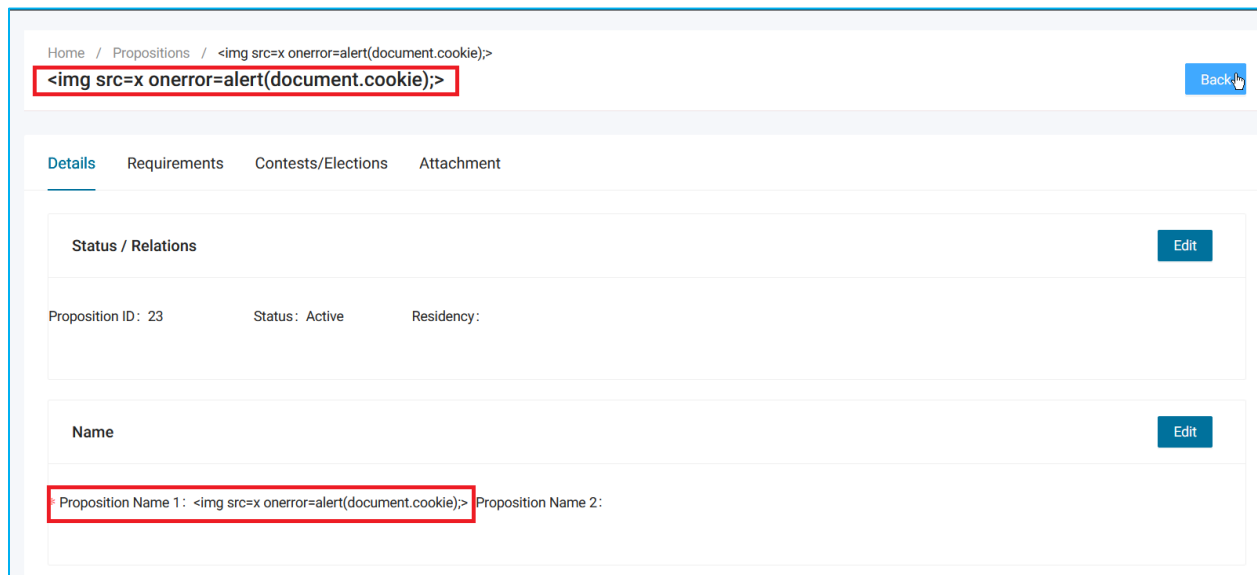 Home / Propositions / <img src=x onerror=alert(document.cookie);>
<img src=x onerror=alert(document.cookie);>
Back
Details Requirements Contests/Elections Attachment
Status / Relations Edit
Proposition ID: 23 Status: Active Residency:
Name Edit
* Proposition Name 1: <img src=x onerror=alert(document.cookie);> Proposition Name 2: